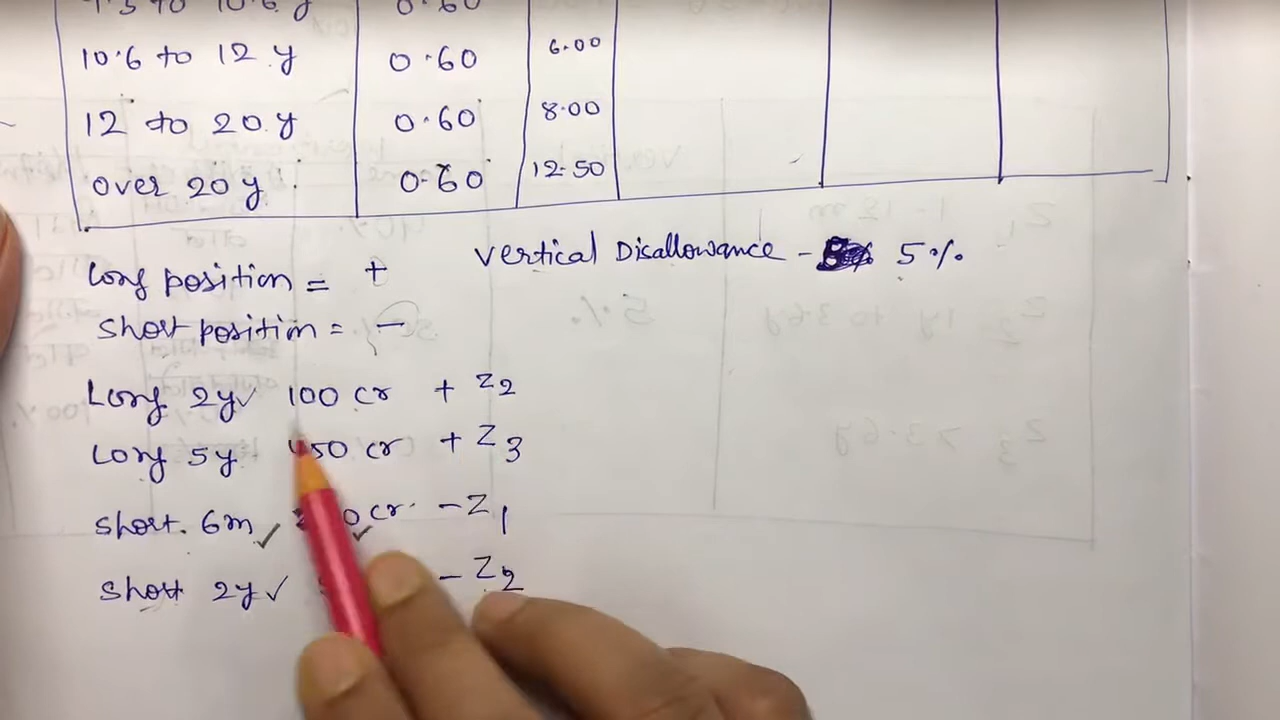 10.6 to 12 y 0.60 6.00
12 to 20 y 0.60 8.00
over 20 y 0.60 12.50
Vertical Disallowance - 5%
Long position = +
Short position = -
Long 2y✓ 100 cr + Z2
Long 5y 450 cr + Z3
Short. 6m ✓ cr. - Z1
Short 2y✓ - Z2